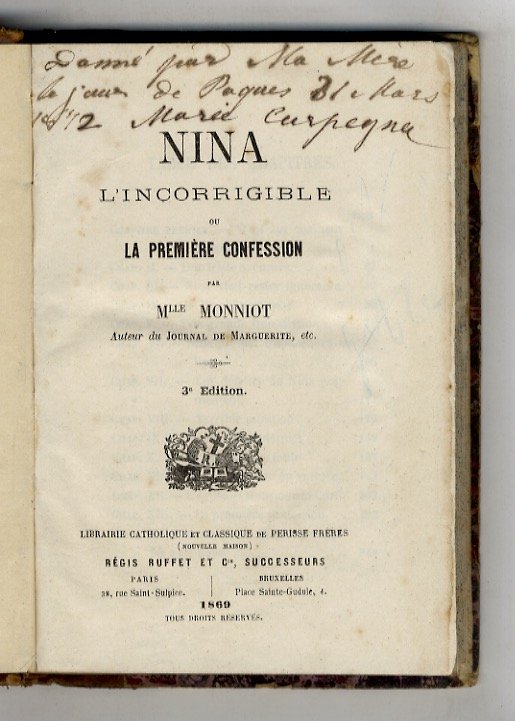 Donné par Ma Mère
le jour de Paques 31 Mars
1872 Marie Carpegna
NINA
L'INCORRIGIBLE
OU
LA PREMIÈRE CONFESSION
PAR
MLLE MONNIOT
Auteur du JOURNAL DE MARGUERITE, etc.
3e Edition.
LIBRAIRIE CATHOLIQUE ET CLASSIQUE DE PERISSE FRÈRES
(NOUVELLE MAISON)
RÉGIS RUFFET ET Cie, SUCCESSEURS
PARIS
38, rue Saint-Sulpice.
BRUXELLES
Place Sainte-Gudule, 4.
1869
TOUS DROITS RÉSERVÉS.